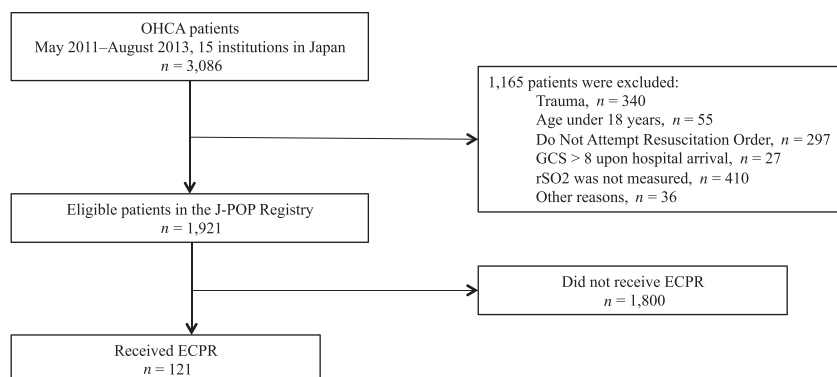 OHCA patients
May 2011–August 2013, 15 institutions in Japan
n = 3,086
1,165 patients were excluded:
Trauma, n = 340
Age under 18 years, n = 55
Do Not Attempt Resuscitation Order, n = 297
GCS > 8 upon hospital arrival, n = 27
rSO2 was not measured, n = 410
Other reasons, n = 36
Eligible patients in the J-POP Registry
n = 1,921
Did not receive ECPR
n = 1,800
Received ECPR
n = 121